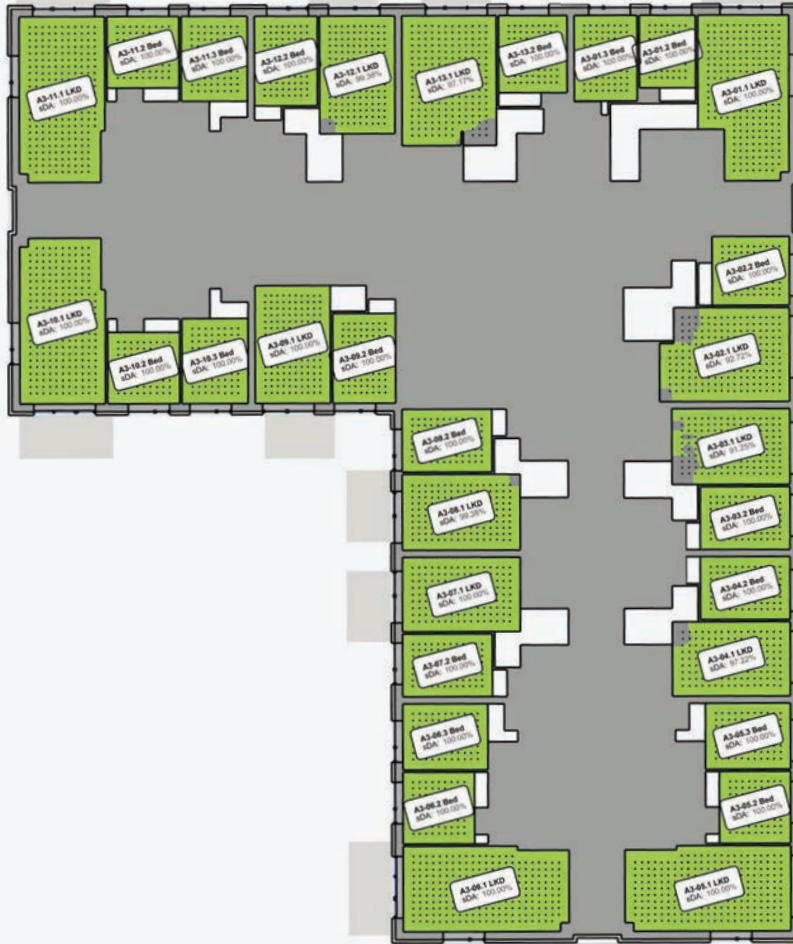 A3-11.1 LKD
sDA: 100.00%
A3-11.2 Bed
sDA: 100.00%
A3-11.3 Bed
sDA: 100.00%
A3-12.2 Bed
sDA: 100.00%
A3-12.1 LKD
sDA: 99.38%
A3-13.1 LKD
sDA: 97.17%
A3-13.2 Bed
sDA: 100.00%
A3-01.3 Bed
sDA: 100.00%
A3-01.2 Bed
sDA: 100.00%
A3-01.1 LKD
sDA: 100.00%
A3-10.1 LKD
sDA: 100.00%
A3-10.2 Bed
sDA: 100.00%
A3-10.3 Bed
sDA: 100.00%
A3-09.1 LKD
sDA: 100.00%
A3-09.2 Bed
sDA: 100.00%
A3-02.2 Bed
sDA: 100.00%
A3-02.1 LKD
sDA: 92.72%
A3-08.2 Bed
sDA: 100.00%
A3-03.1 LKD
sDA: 91.25%
A3-08.1 LKD
sDA: 99.38%
A3-03.2 Bed
sDA: 100.00%
A3-07.1 LKD
sDA: 100.00%
A3-04.2 Bed
sDA: 100.00%
A3-07.2 Bed
sDA: 100.00%
A3-04.1 LKD
sDA: 97.22%
A3-06.3 Bed
sDA: 100.00%
A3-05.3 Bed
sDA: 100.00%
A3-06.2 Bed
sDA: 100.00%
A3-05.2 Bed
sDA: 100.00%
A3-06.1 LKD
sDA: 100.00%
A3-05.1 LKD
sDA: 100.00%